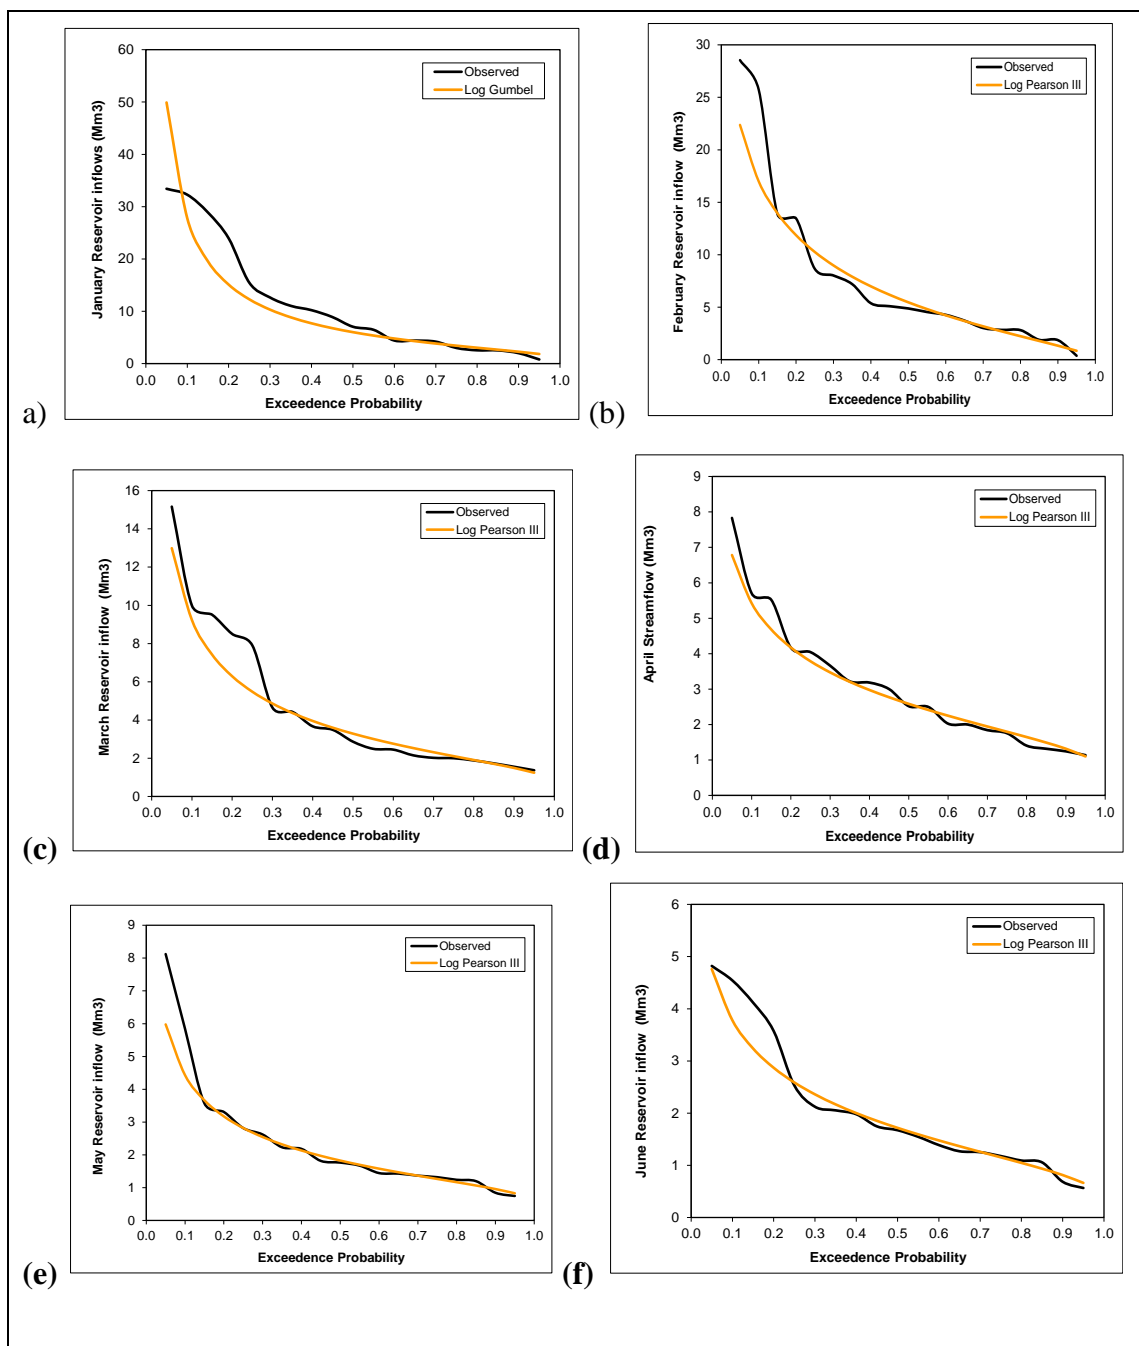 60
50
40
30
20
10
0
January Reservoir inflows (Mm3)
Observed
Log Gumbel
0.0 0.1 0.2 0.3 0.4 0.5 0.6 0.7 0.8 0.9 1.0
Exceedence Probability
a)
30
25
20
15
10
5
0
February Reservoir inflow (Mm3)
Observed
Log Pearson III
0.0 0.1 0.2 0.3 0.4 0.5 0.6 0.7 0.8 0.9 1.0
Exceedence Probability
(b)
16
14
12
10
8
6
4
2
0
March Reservoir inflow (Mm3)
Observed
Log Pearson III
0.0 0.1 0.2 0.3 0.4 0.5 0.6 0.7 0.8 0.9 1.0
Exceedence Probability
(c)
9
8
7
6
5
4
3
2
1
0
April Streamflow (Mm3)
Observed
Log Pearson III
0.0 0.1 0.2 0.3 0.4 0.5 0.6 0.7 0.8 0.9 1.0
Exceedence Probability
(d)
9
8
7
6
5
4
3
2
1
0
May Reservoir inflow (Mm3)
Observed
Log Pearson III
0.0 0.1 0.2 0.3 0.4 0.5 0.6 0.7 0.8 0.9 1.0
Exceedence Probability
(e)
6
5
4
3
2
1
0
June Reservoir inflow (Mm3)
Observed
Log Pearson III
0.0 0.1 0.2 0.3 0.4 0.5 0.6 0.7 0.8 0.9 1.0
Exceedence Probability
(f)